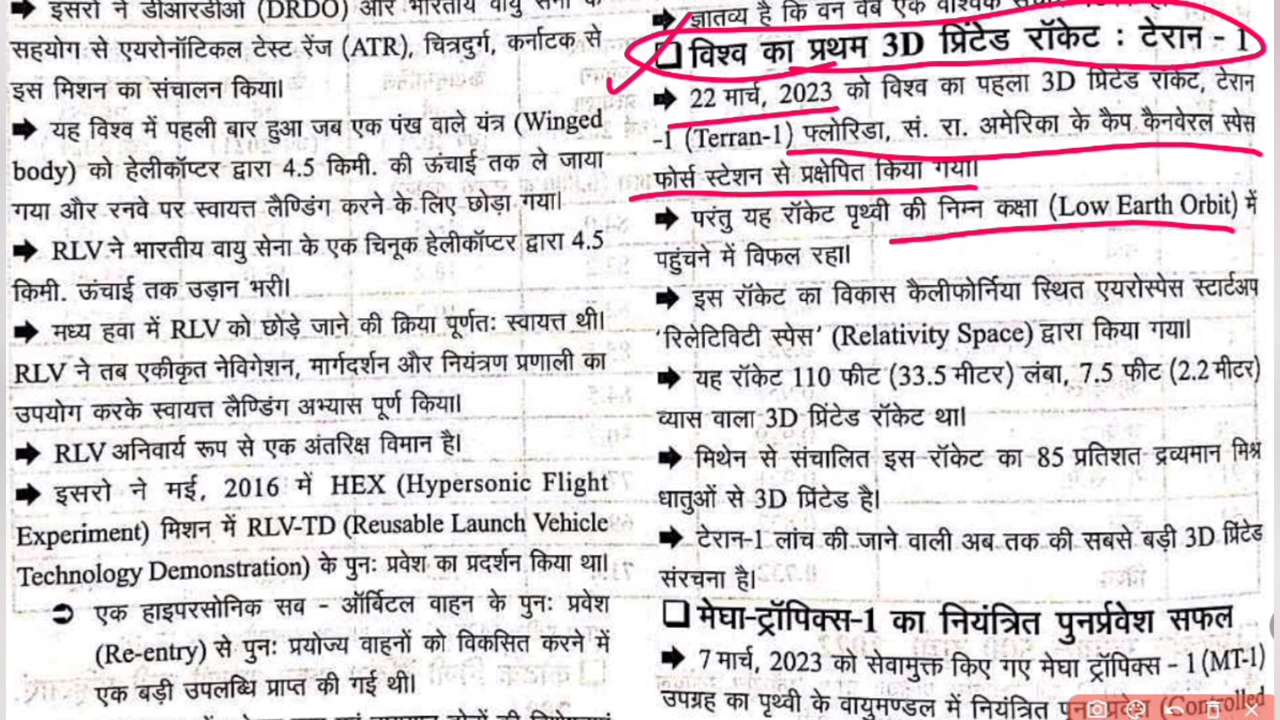 इसरो ने डीआरडीओ (DRDO) और भारतीय वायु सेना के
सहयोग से एयरोनॉटिकल टेस्ट रेंज (ATR), चित्रदुर्ग, कर्नाटक से
इस मिशन का संचालन किया।
➡ यह विश्व में पहली बार हुआ जब एक पंख वाले यंत्र (Winged
body) को हेलीकॉप्टर द्वारा 4.5 किमी. की ऊंचाई तक ले जाया
गया और रनवे पर स्वायत्त लैण्डिंग करने के लिए छोड़ा गया।
➡ RLV ने भारतीय वायु सेना के एक चिनूक हेलीकॉप्टर द्वारा 4.5
किमी. ऊंचाई तक उड़ान भरी।
➡ मध्य हवा में RLV को छोड़े जाने की क्रिया पूर्णतः स्वायत्त थी।
RLV ने तब एकीकृत नेविगेशन, मार्गदर्शन और नियंत्रण प्रणाली का
उपयोग करके स्वायत्त लैण्डिंग अभ्यास पूर्ण किया।
➡ RLV अनिवार्य रूप से एक अंतरिक्ष विमान है।
➡ इसरो ने मई, 2016 में HEX (Hypersonic Flight
Experiment) मिशन में RLV-TD (Reusable Launch Vehicle
Technology Demonstration) के पुनः प्रवेश का प्रदर्शन किया था।
➲ एक हाइपरसोनिक सब - ऑर्बिटल वाहन के पुनः प्रवेश
(Re-entry) से पुनः प्रयोज्य वाहनों को विकसित करने में
एक बड़ी उपलब्धि प्राप्त की गई थी।
➡ ज्ञातव्य है कि वन वेब एक वैश्विक
❑ विश्व का प्रथम 3D प्रिंटेड रॉकेट : टेरान - 1
➡ 22 मार्च, 2023 को विश्व का पहला 3D प्रिंटेड रॉकेट, टेरान
-1 (Terran-1) फ्लोरिडा, सं. रा. अमेरिका के कैप कैनवेरल स्पेस
फोर्स स्टेशन से प्रक्षेपित किया गया।
➡ परंतु यह रॉकेट पृथ्वी की निम्न कक्षा (Low Earth Orbit) में
पहुंचने में विफल रहा।
➡ इस रॉकेट का विकास कैलीफोर्निया स्थित एयरोस्पेस स्टार्टअप
'रिलेटिविटी स्पेस' (Relativity Space) द्वारा किया गया।
➡ यह रॉकेट 110 फीट (33.5 मीटर) लंबा, 7.5 फीट (2.2 मीटर)
व्यास वाला 3D प्रिंटेड रॉकेट था।
➡ मिथेन से संचालित इस रॉकेट का 85 प्रतिशत द्रव्यमान मिश्र
धातुओं से 3D प्रिंटेड है।
➡ टेरान-1 लांच की जाने वाली अब तक की सबसे बड़ी 3D प्रिंटेड
संरचना है।
❑ मेघा-ट्रॉपिक्स-1 का नियंत्रित पुनर्प्रवेश सफल
➡ 7 मार्च, 2023 को सेवामुक्त किए गए मेघा ट्रॉपिक्स - 1 (MT-1)
उपग्रह का पृथ्वी के वायुमण्डल में नियंत्रित पुनः प्रवेश (Controlled